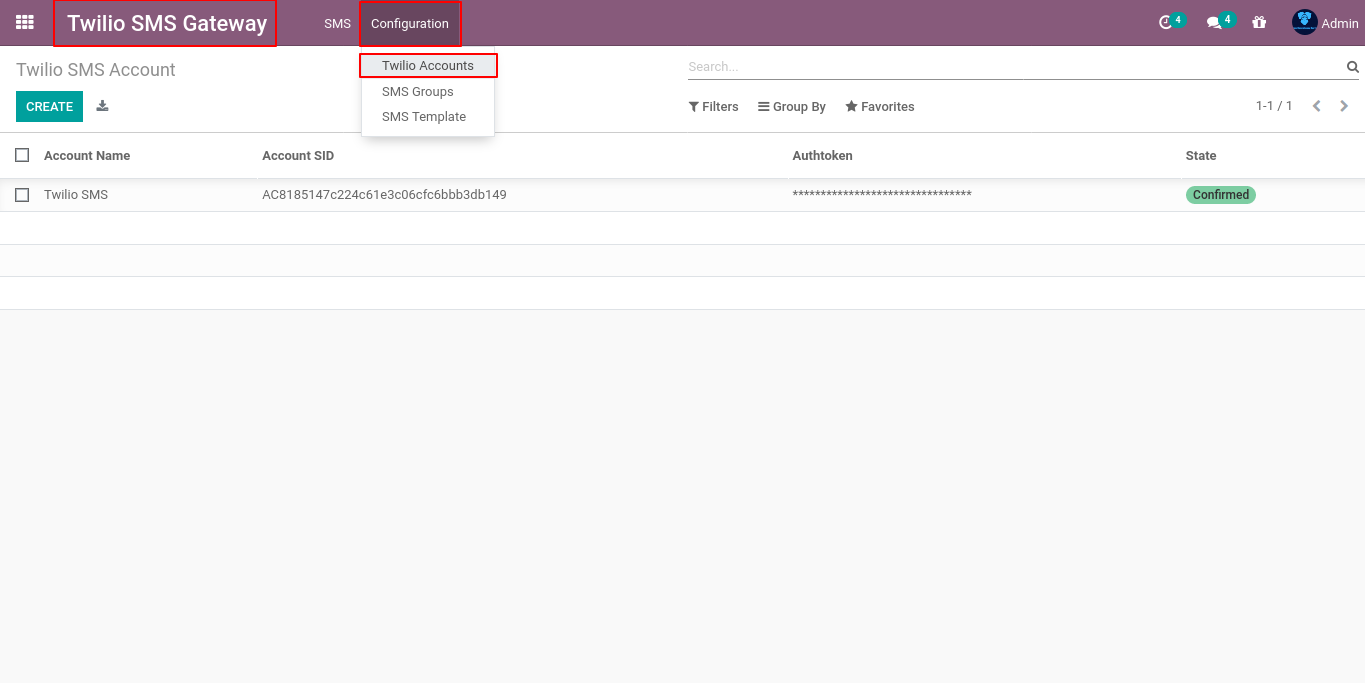 Twilio SMS Gateway SMS Configuration 4 4 Admin
Twilio SMS Account Twilio Accounts Search...
SMS Groups
CREATE Filters Group By Favorites 1-1 / 1
SMS Template
Account Name Account SID Authtoken State
Twilio SMS AC8185147c224c61e3c06cfc6bbb3db149 ******************************** Confirmed